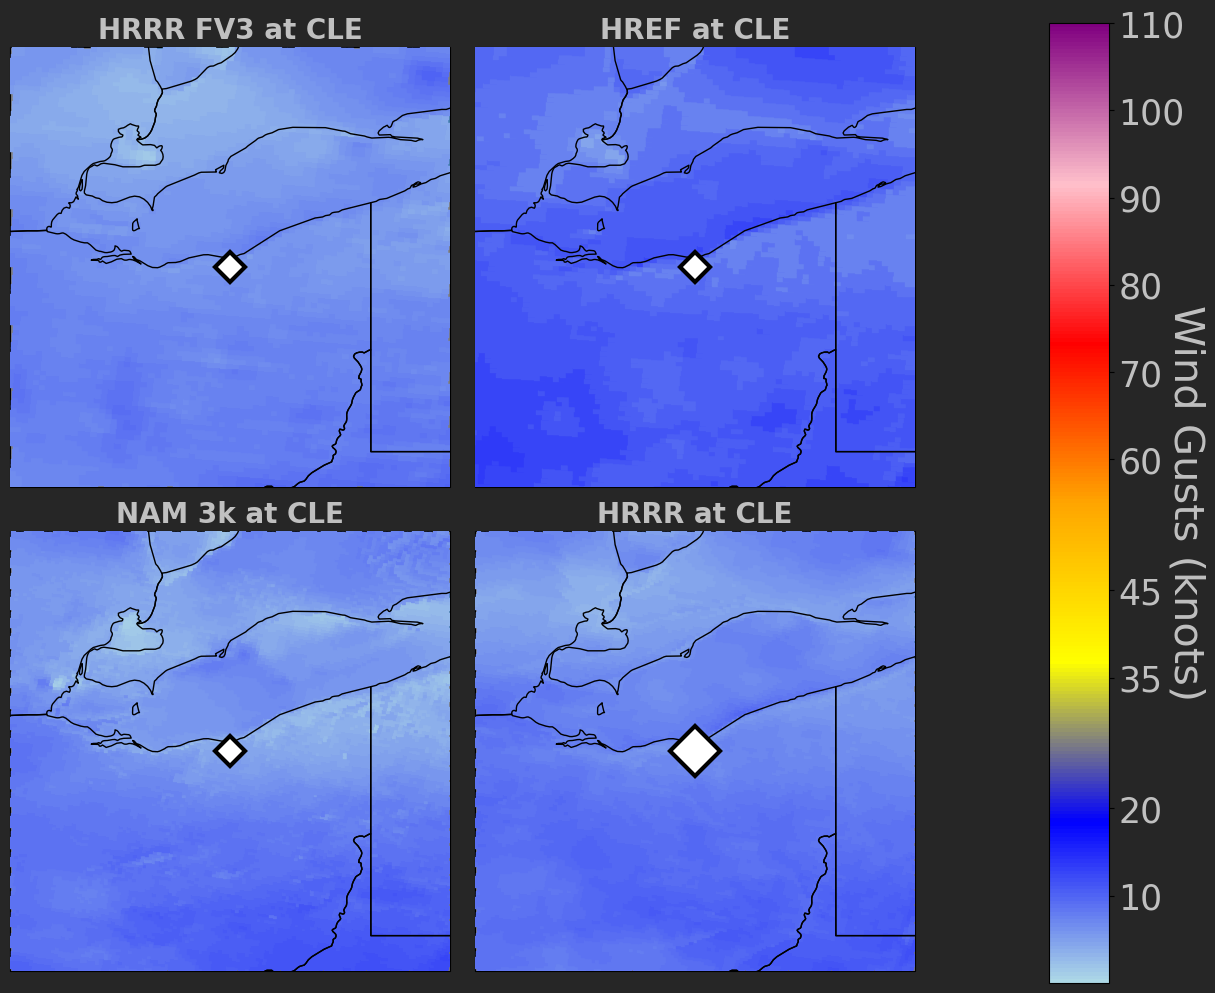 HRRR FV3 at CLE
HREF at CLE
NAM 3k at CLE
HRRR at CLE
110
100
90
80
70
60
45
35
20
10
Wind Gusts (knots)